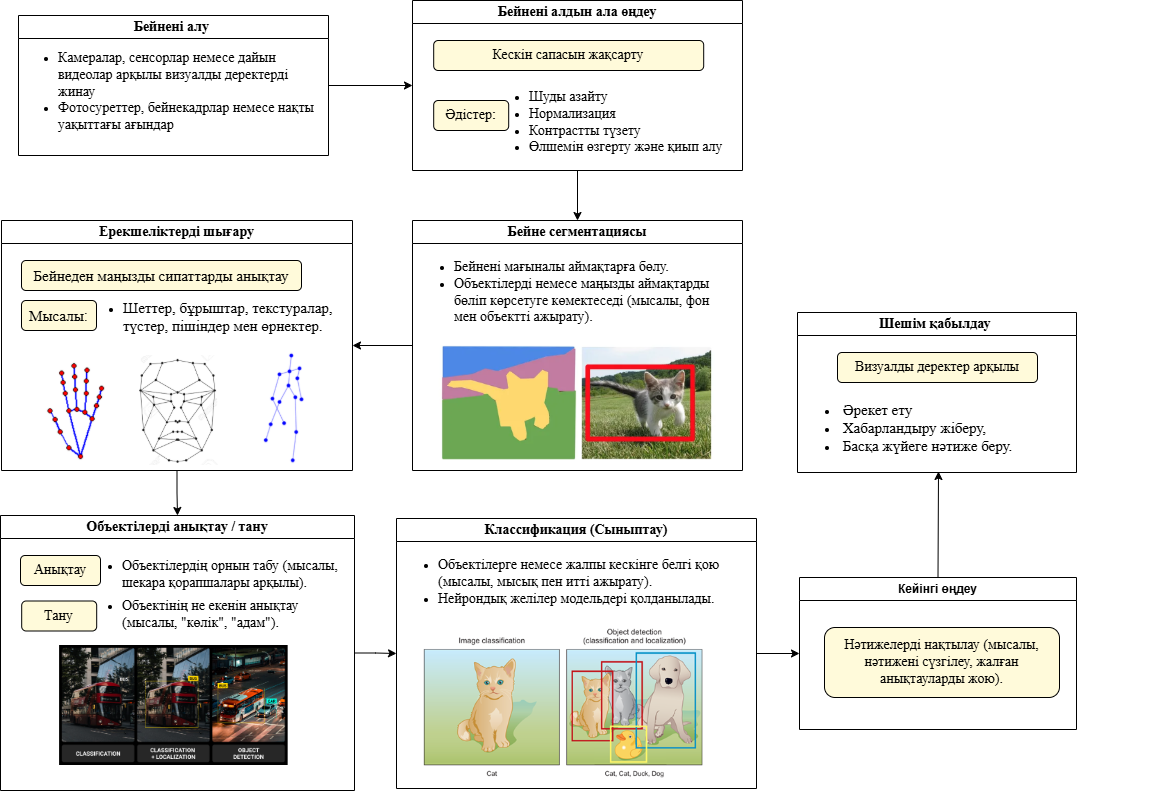 Бейнені алу
Камералар, сенсорлар немесе дайын
видеолар арқылы визуалды деректерді
жинау
Фотосуреттер, бейнекадрлар немесе нақты
уақыттағы ағындар
Бейнені алдын ала өңдеу
Кескін сапасын жақсарту
Әдістер:
Шуды азайту
Нормализация
Контрастты түзету
Өлшемін өзгерту және қиып алу
Бейне сегментациясы
Бейнені мағыналы аймақтарға бөлу.
Объектілерді немесе маңызды аймақтарды
бөліп көрсетуге көмектеседі (мысалы, фон
мен объектті ажырату).
Ерекшеліктерді шығару
Бейнеден маңызды сипаттарды анықтау
Мысалы:
Шеттер, бұрыштар, текстуралар,
түстер, пішіндер мен өрнектер.
Объектілерді анықтау / тану
Анықтау
Объектілердің орнын табу (мысалы,
шекара қорапшалары арқылы).
Тану
Объектінің не екенін анықтау
(мысалы, "көлік", "адам").
BUS
BUS
BUS
CAR
CLASSIFICATION
CLASSIFICATION
+ LOCALIZATION
OBJECT
DETECTION
Классификация (Сыныптау)
Объектілерге немесе жалпы кескінге белгі қою
(мысалы, мысық пен итті ажырату).
Нейрондық желілер модельдері қолданылады.
Image classification
Cat
Object detection
(classification and localization)
Cat, Cat, Duck, Dog
Кейінгі өңдеу
Нәтижелерді нақтылау (мысалы,
нәтижені сүзгілеу, жалған
анықтауларды жою).
Шешім қабылдау
Визуалды деректер арқылы
Әрекет ету
Хабарландыру жіберу,
Басқа жүйеге нәтиже беру.